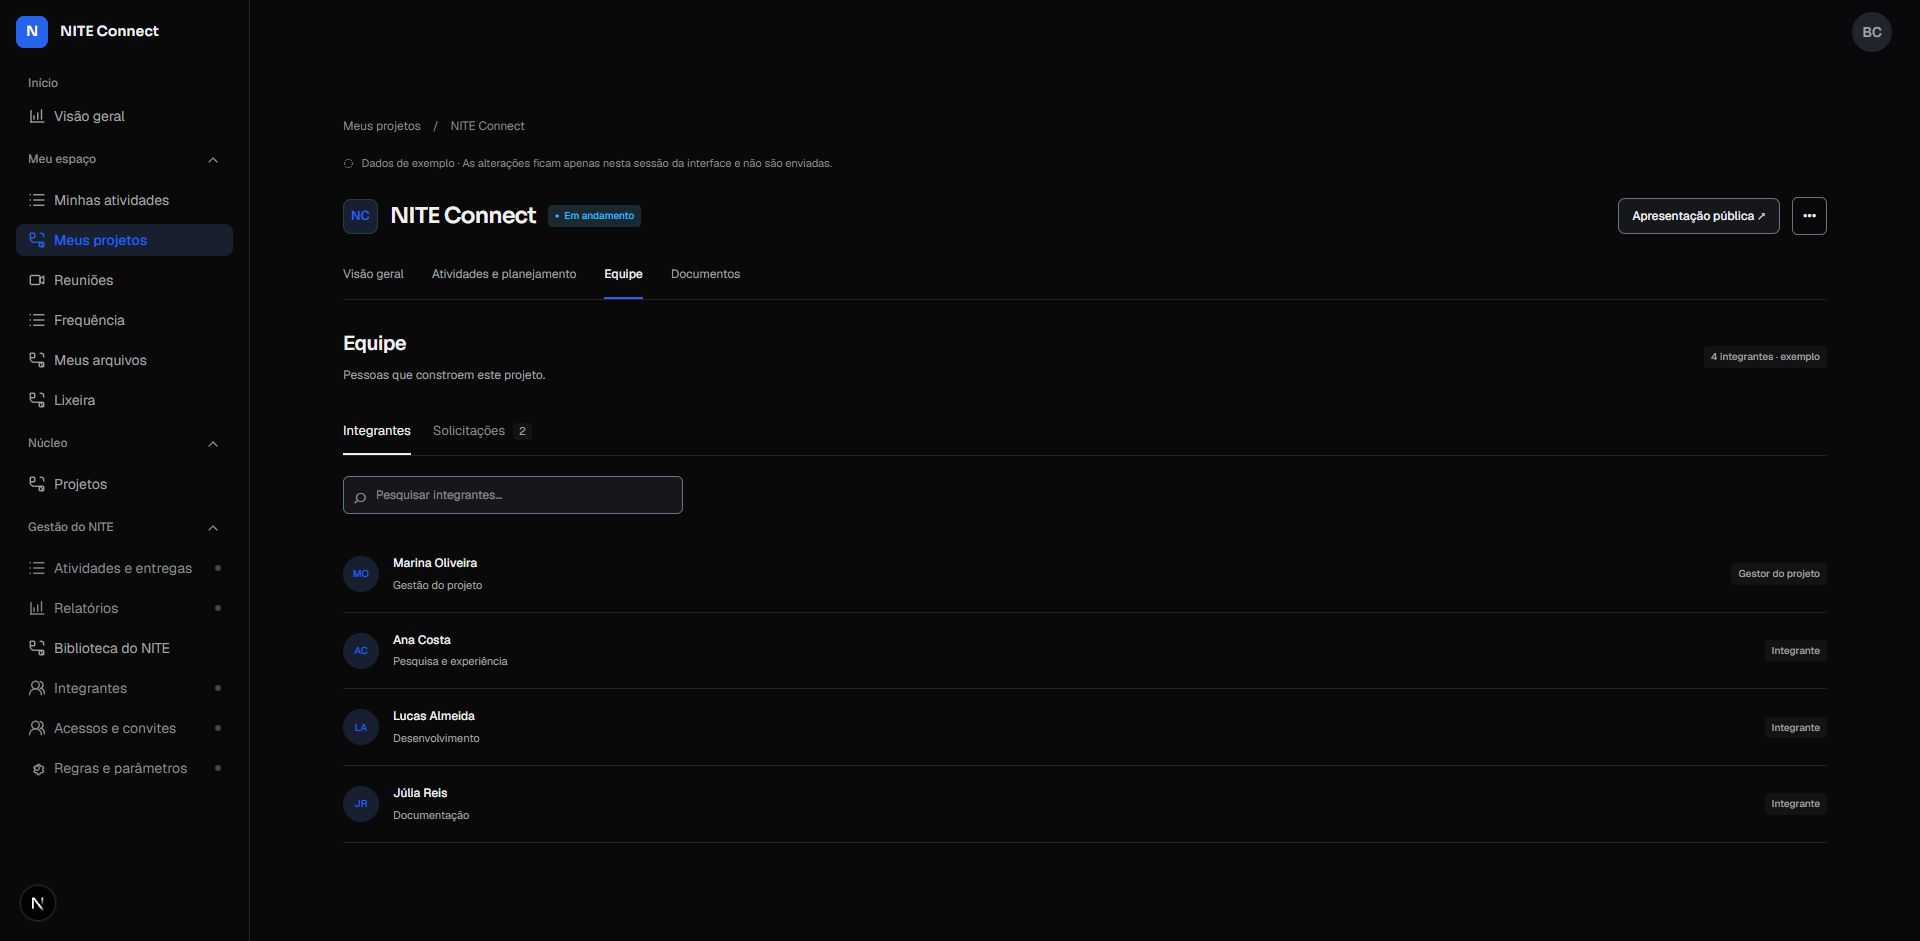 N NITE Connect
BC
Início
Visão geral
Meu espaço
Minhas atividades
Meus projetos
Reuniões
Frequência
Meus arquivos
Lixeira
Núcleo
Projetos
Gestão do NITE
Atividades e entregas
Relatórios
Biblioteca do NITE
Integrantes
Acessos e convites
Regras e parâmetros
N
Meus projetos / NITE Connect
Dados de exemplo · As alterações ficam apenas nesta sessão da interface e não são enviadas.
NC NITE Connect • Em andamento
Apresentação pública ↗ •••
Visão geral Atividades e planejamento Equipe Documentos
Equipe
Pessoas que constroem este projeto.
4 integrantes · exemplo
Integrantes Solicitações 2
Pesquisar integrantes...
MO Marina Oliveira
Gestão do projeto
Gestor do projeto
AC Ana Costa
Pesquisa e experiência
Integrante
LA Lucas Almeida
Desenvolvimento
Integrante
JR Júlia Reis
Documentação
Integrante